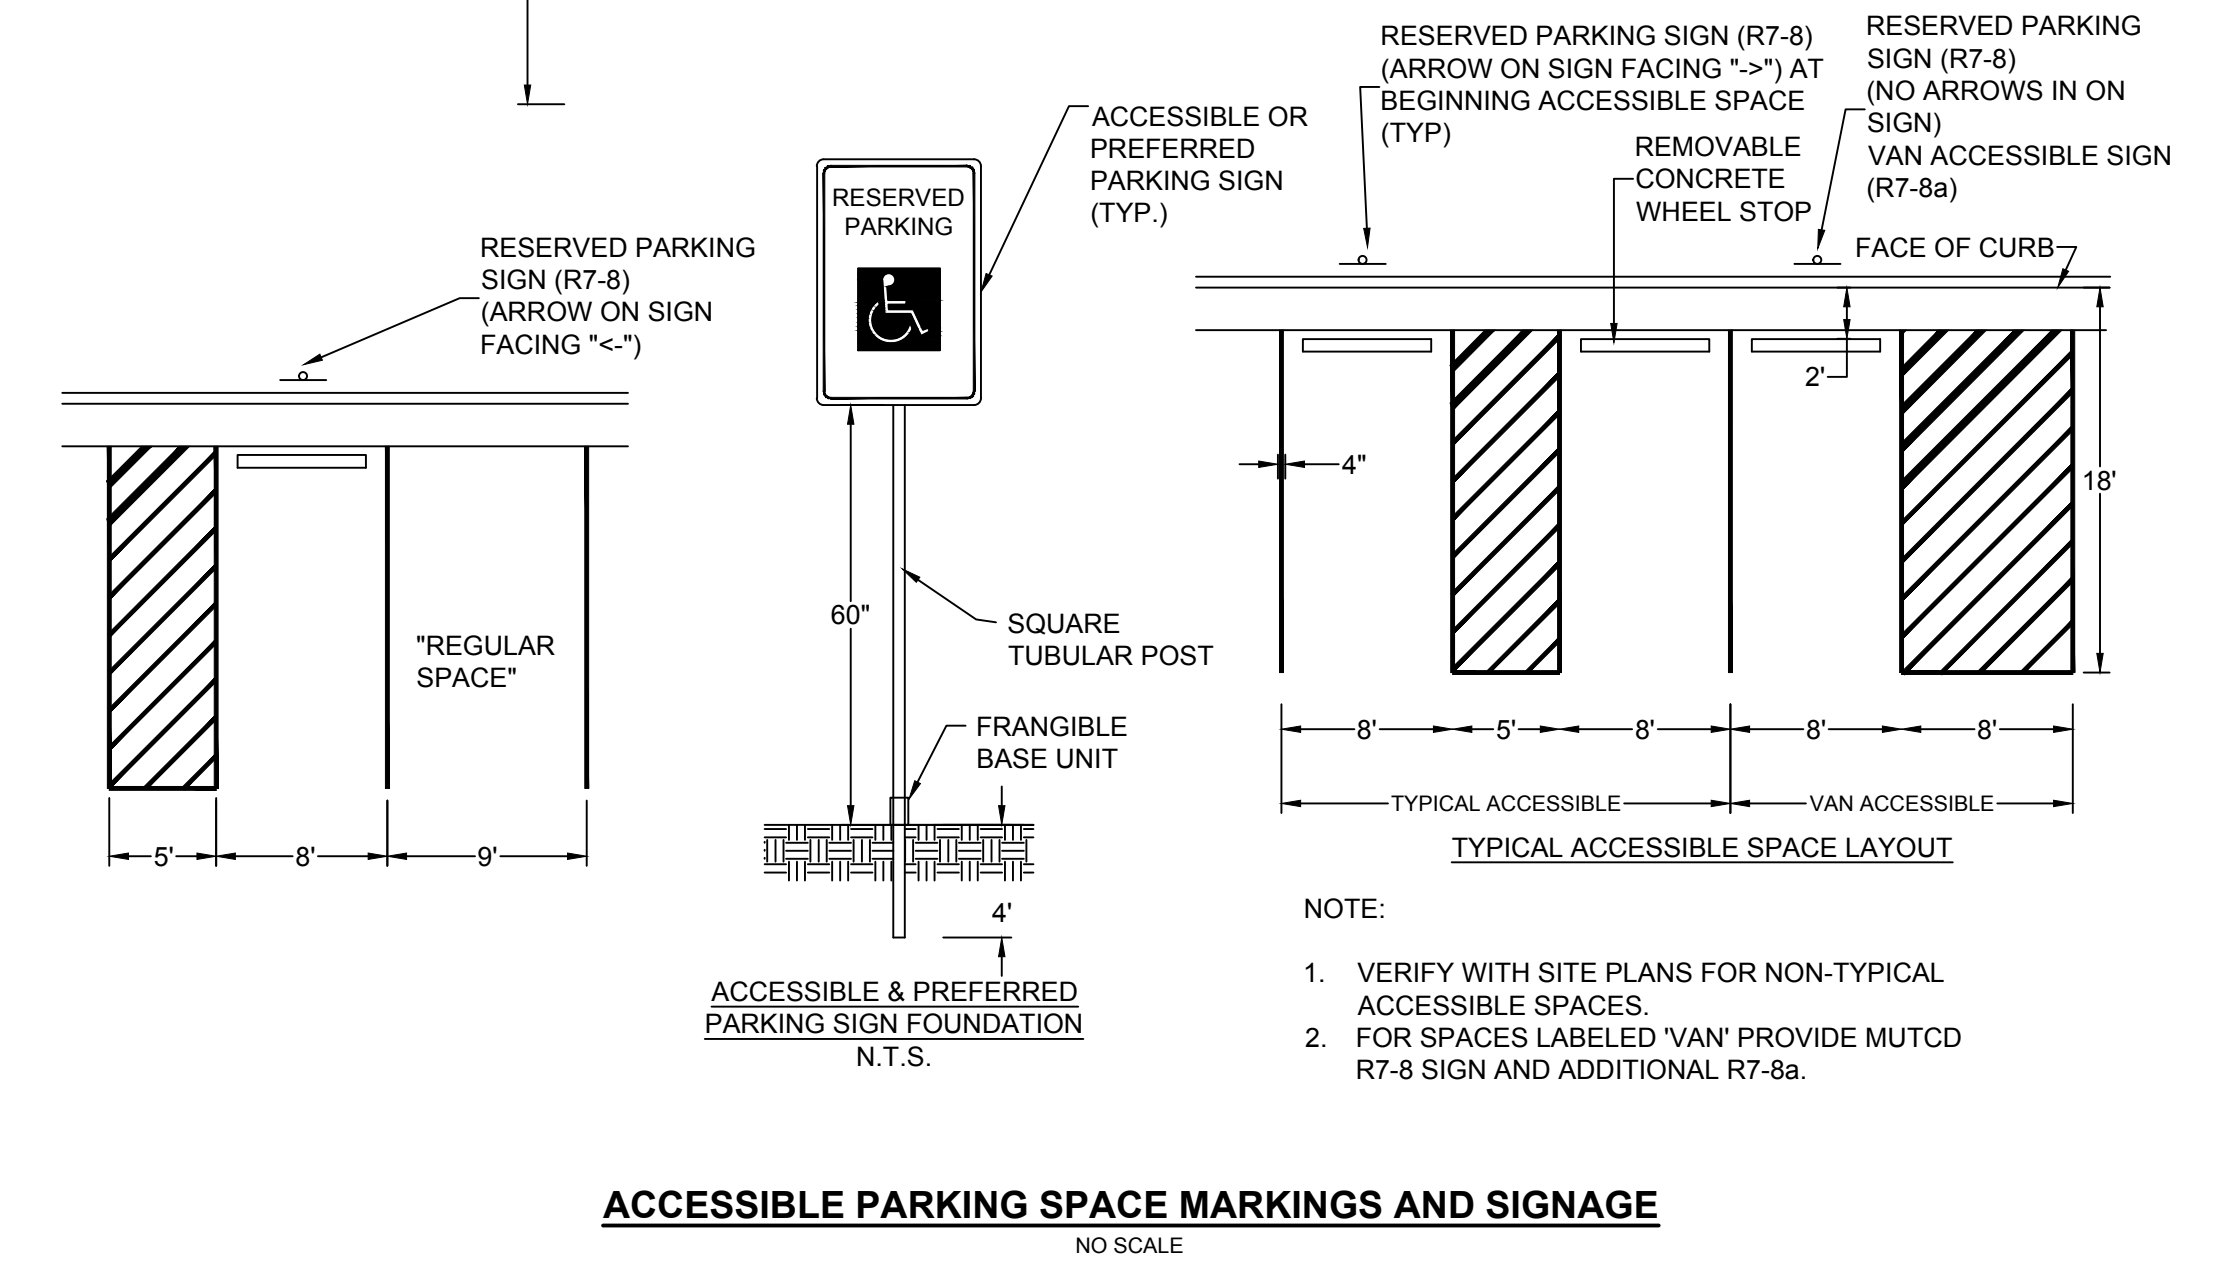 RESERVED PARKING
SIGN (R7-8)
(ARROW ON SIGN
FACING "<-")
"REGULAR
SPACE"
5'
8'
9'
RESERVED
PARKING
ACCESSIBLE OR
PREFERRED
PARKING SIGN
(TYP.)
60"
SQUARE
TUBULAR POST
FRANGIBLE
BASE UNIT
4'
ACCESSIBLE & PREFERRED
PARKING SIGN FOUNDATION
N.T.S.
RESERVED PARKING SIGN (R7-8)
(ARROW ON SIGN FACING "->") AT
BEGINNING ACCESSIBLE SPACE
(TYP)
REMOVABLE
CONCRETE
WHEEL STOP
RESERVED PARKING
SIGN (R7-8)
(NO ARROWS IN ON
SIGN)
VAN ACCESSIBLE SIGN
(R7-8a)
FACE OF CURB
2'
4"
18'
8'
5'
8'
8'
8'
TYPICAL ACCESSIBLE
VAN ACCESSIBLE
TYPICAL ACCESSIBLE SPACE LAYOUT
NOTE:
1. VERIFY WITH SITE PLANS FOR NON-TYPICAL
ACCESSIBLE SPACES.
2. FOR SPACES LABELED 'VAN' PROVIDE MUTCD
R7-8 SIGN AND ADDITIONAL R7-8a.
ACCESSIBLE PARKING SPACE MARKINGS AND SIGNAGE
NO SCALE